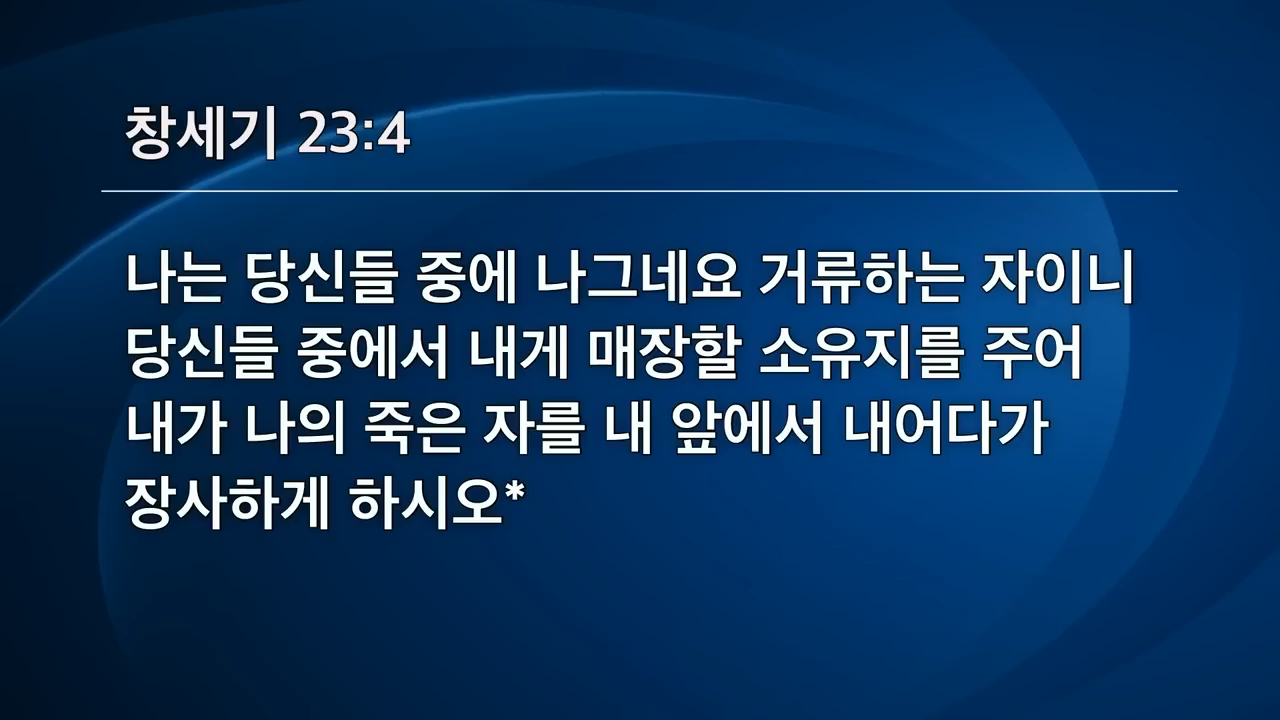 창세기 23:4
나는 당신들 중에 나그네요 거류하는 자이니
당신들 중에서 내게 매장할 소유지를 주어
내가 나의 죽은 자를 내 앞에서 내어다가
장사하게 하시오*